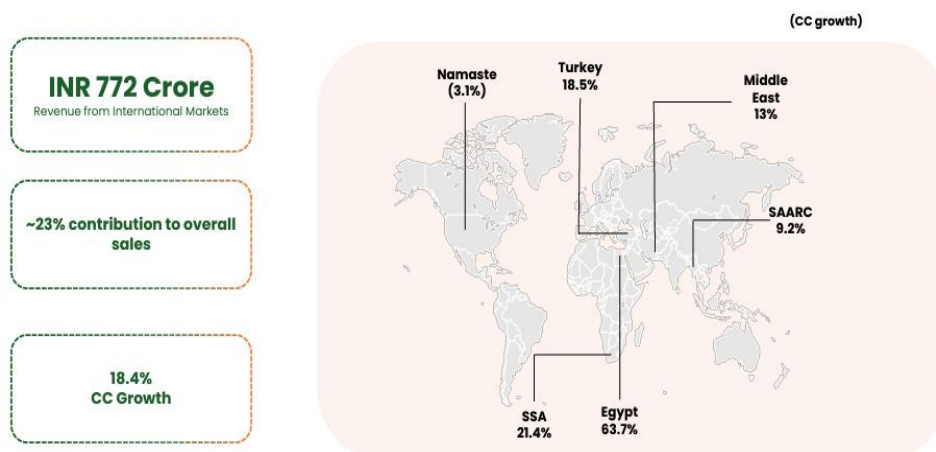 (CC growth)
INR 772 Crore
Revenue from International Markets
~23% contribution to overall
sales
18.4%
CC Growth
Namaste
(3.1%)
Turkey
18.5%
Middle
East
13%
SAARC
9.2%
SSA
21.4%
Egypt
63.7%